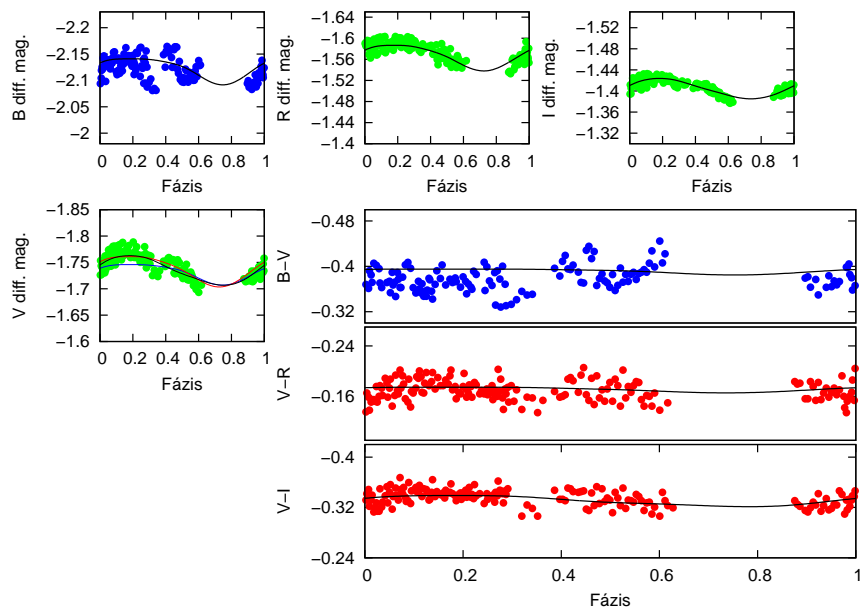 B diff. mag.
−2.2
−2.15
−2.1
−2.05
−2
0 0.2 0.4 0.6 0.8 1
Fázis
R diff. mag.
−1.64
−1.6
−1.56
−1.52
−1.48
−1.44
−1.4
0 0.2 0.4 0.6 0.8 1
Fázis
I diff. mag.
−1.52
−1.48
−1.44
−1.4
−1.36
−1.32
0 0.2 0.4 0.6 0.8 1
Fázis
V diff. mag.
−1.85
−1.8
−1.75
−1.7
−1.65
−1.6
0 0.2 0.4 0.6 0.8 1
Fázis
B−V
−0.48
−0.4
−0.32
V−R
−0.24
−0.16
V−I
−0.4
−0.32
−0.24
0 0.2 0.4 0.6 0.8 1
Fázis